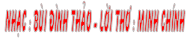 NHẠC : BÙI ĐÌNH THẢO - LỜI THƠ : MINH CHÍNH